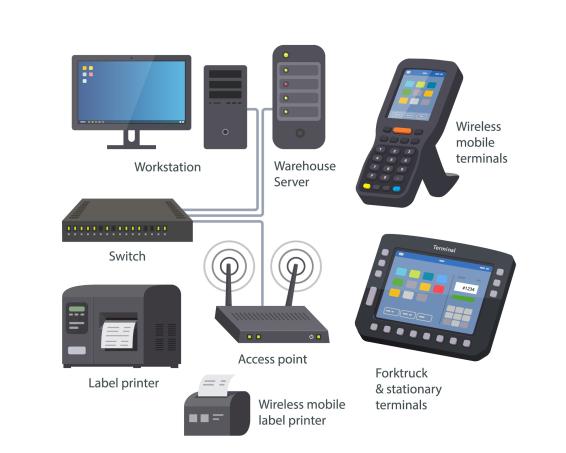 Workstation
Warehouse
Server
Wireless
mobile
terminals
Switch
Terminal
#1234
Access point
Label printer
Forktruck
& stationary
terminals
Wireless mobile
label printer